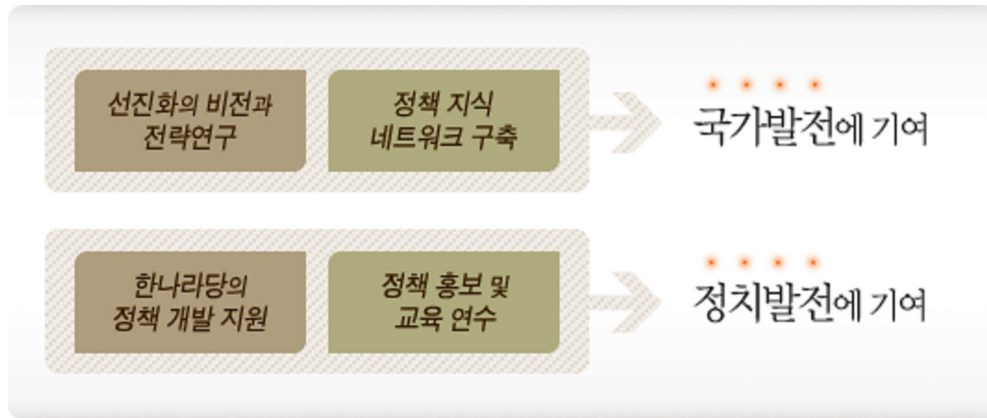 선진화의 비전과
전략연구
정책 지식
네트워크 구축
국가발전에 기여
한나라당의
정책 개발 지원
정책 홍보 및
교육 연수
정치발전에 기여